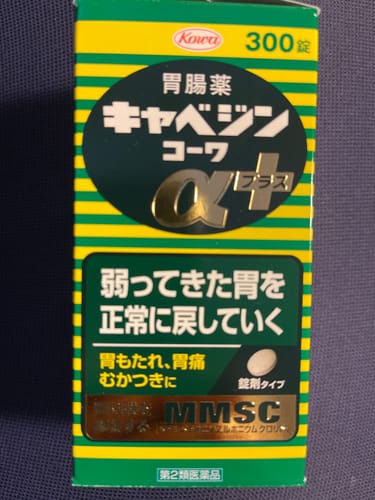 Kowa
300錠
胃腸薬
キャベジン
コーワ
α+
プラス
弱ってきた胃を
正常に戻していく
胃もたれ、胃痛
むかつきに
錠剤タイプ
MMSC
第2類医薬品